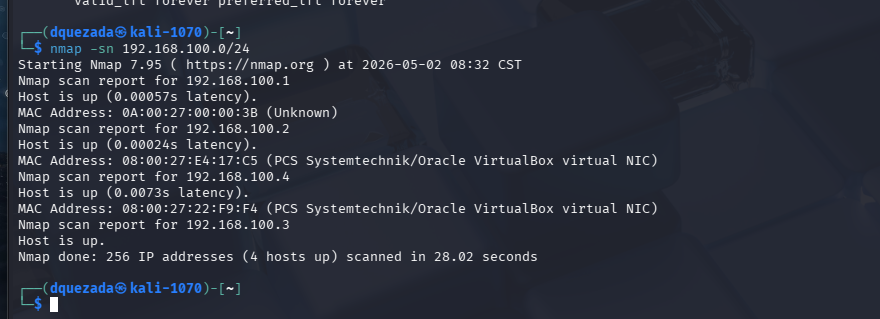 valid_lft forever preferred_lft forever
┌──(dquezada㉿kali-1070)-[~]
└─$ nmap -sn 192.168.100.0/24
Starting Nmap 7.95 ( https://nmap.org ) at 2026-05-02 08:32 CST
Nmap scan report for 192.168.100.1
Host is up (0.00057s latency).
MAC Address: 0A:00:27:00:00:3B (Unknown)
Nmap scan report for 192.168.100.2
Host is up (0.00024s latency).
MAC Address: 08:00:27:E4:17:C5 (PCS Systemtechnik/Oracle VirtualBox virtual NIC)
Nmap scan report for 192.168.100.4
Host is up (0.0073s latency).
MAC Address: 08:00:27:22:F9:F4 (PCS Systemtechnik/Oracle VirtualBox virtual NIC)
Nmap scan report for 192.168.100.3
Host is up.
Nmap done: 256 IP addresses (4 hosts up) scanned in 28.02 seconds
┌──(dquezada㉿kali-1070)-[~]
└─$